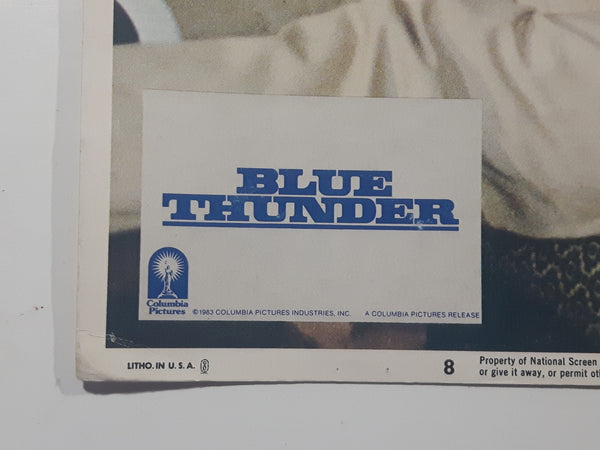 BLUE
THUNDER
Columbia
Pictures
©1983 COLUMBIA PICTURES INDUSTRIES, INC.
A COLUMBIA PICTURES RELEASE
LITHO. IN U. S. A.
8
Property of National Screen
or give it away, or permit ot